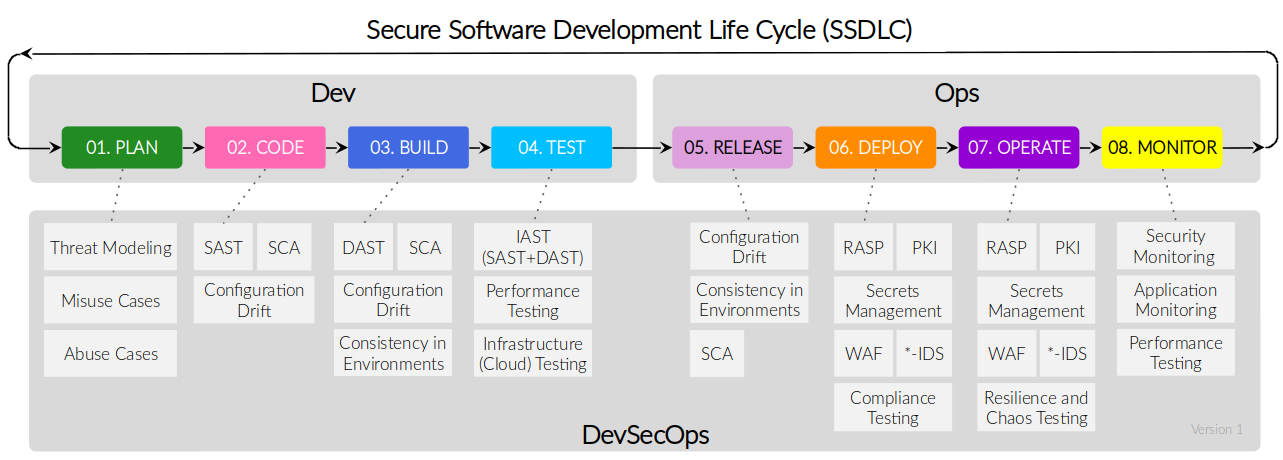 Secure Software Development Life Cycle (SSDLC)
Dev
Ops
01. PLAN
02. CODE
03. BUILD
04. TEST
05. RELEASE
06. DEPLOY
07. OPERATE
08. MONITOR
Threat Modeling
Misuse Cases
Abuse Cases
SAST
SCA
Configuration
Drift
DAST
SCA
Configuration
Drift
Consistency in
Environments
IAST
(SAST+DAST)
Performance
Testing
Infrastructure
(Cloud) Testing
Configuration
Drift
Consistency in
Environments
SCA
RASP
PKI
Secrets
Management
WAF
*-IDS
Compliance
Testing
RASP
PKI
Secrets
Management
WAF
*-IDS
Resilience and
Chaos Testing
Security
Monitoring
Application
Monitoring
Performance
Testing
DevSecOps
Version 1